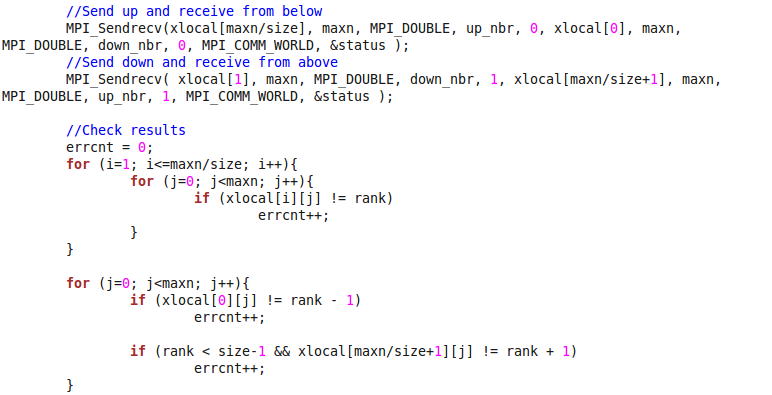 //Send up and receive from below
MPI_Sendrecv(xlocal[maxn/size], maxn, MPI_DOUBLE, up_nbr, 0, xlocal[0], maxn,
MPI_DOUBLE, down_nbr, 0, MPI_COMM_WORLD, &status );
//Send down and receive from above
MPI_Sendrecv( xlocal[1], maxn, MPI_DOUBLE, down_nbr, 1, xlocal[maxn/size+1], maxn,
MPI_DOUBLE, up_nbr, 1, MPI_COMM_WORLD, &status );
//Check results
errcnt = 0;
for (i=1; i<=maxn/size; i++){
for (j=0; j<maxn; j++){
if (xlocal[i][j] != rank)
errcnt++;
}
}
for (j=0; j<maxn; j++){
if (xlocal[0][j] != rank - 1)
errcnt++;
if (rank < size-1 && xlocal[maxn/size+1][j] != rank + 1)
errcnt++;
}